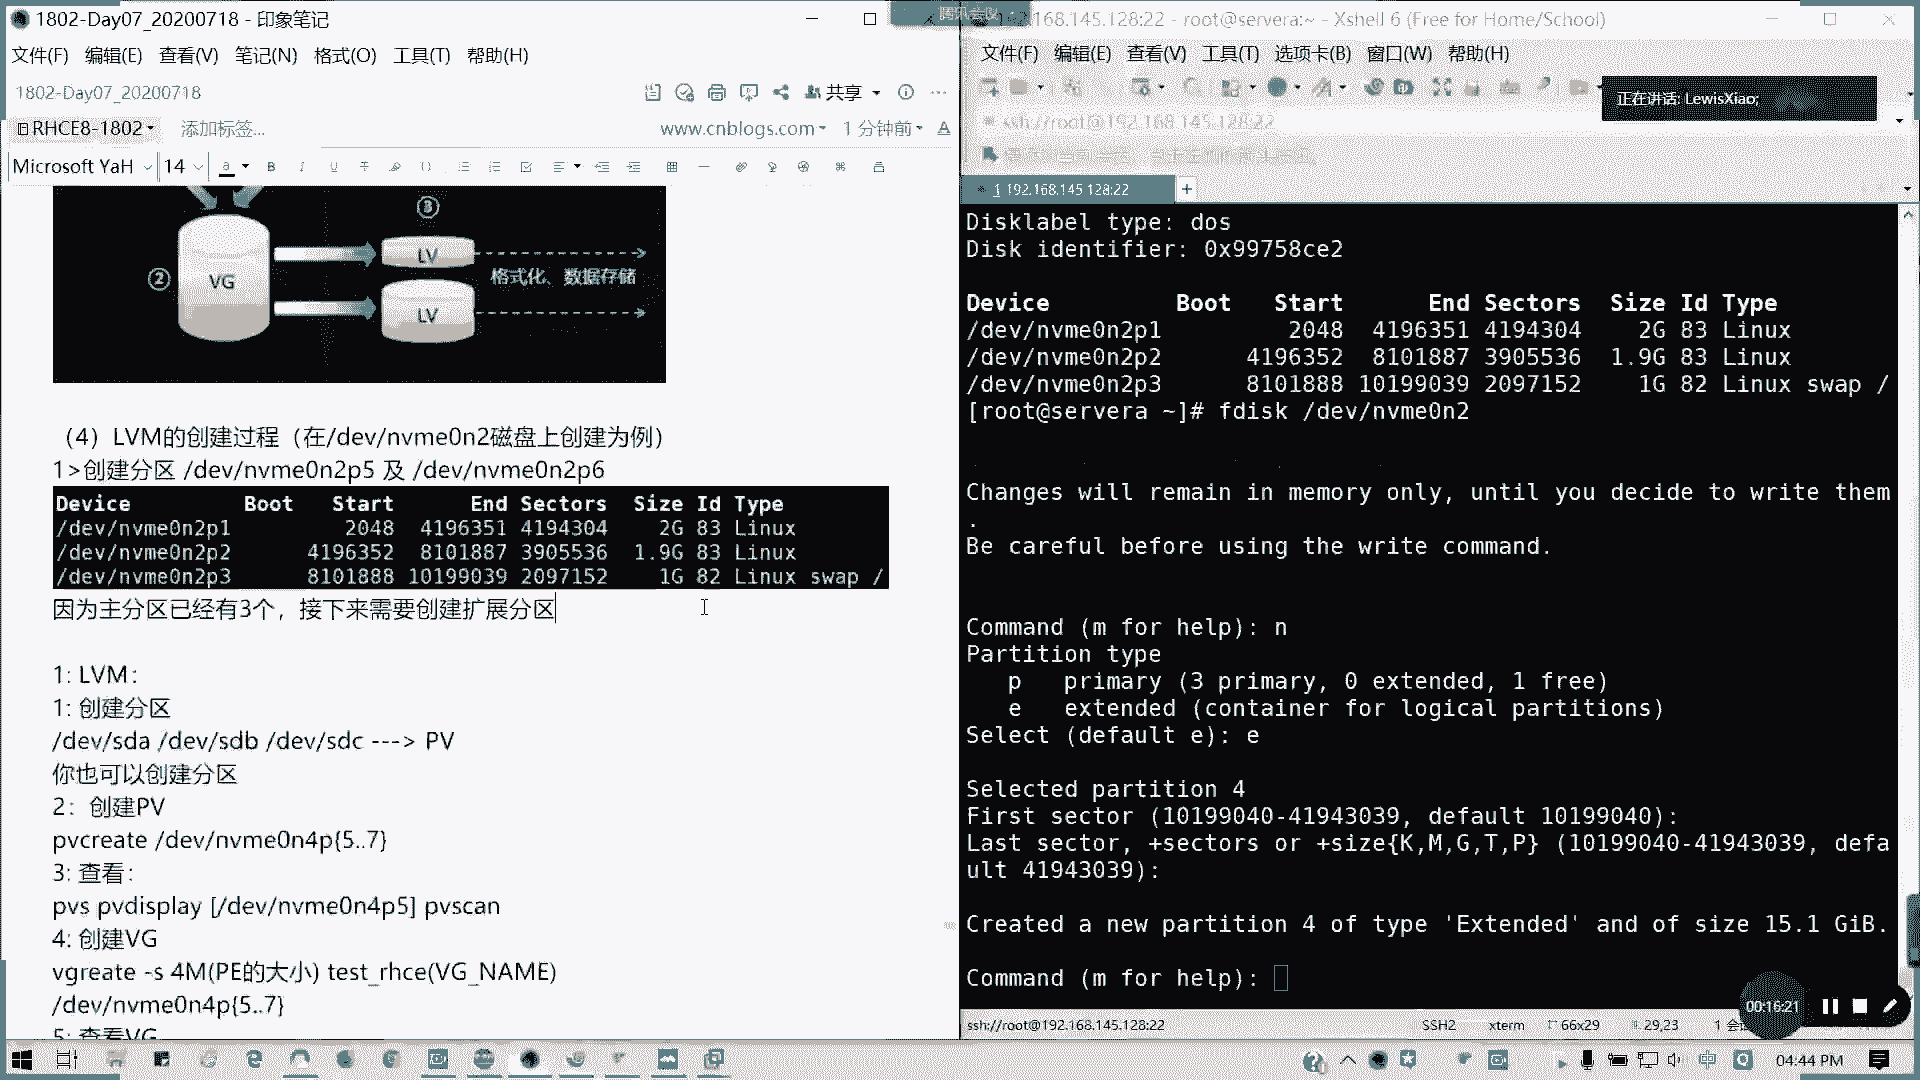 1802-Day07_20200718 - 印象笔记
文件(F) 编辑(E) 查看(V) 笔记(N) 格式(O) 工具(T) 帮助(H)
1802-Day07_20200718
共享
RHCE8-1802 添加标签...
www.cnblogs.com 1 分钟前
Microsoft YaH 14
③
② VG
LV
LV
格式化、数据存储
（4）LVM的创建过程（在/dev/nvme0n2磁盘上创建为例）
1>创建分区 /dev/nvme0n2p5 及 /dev/nvme0n2p6
Device Boot Start End Sectors Size Id Type
/dev/nvme0n2p1 2048 4196351 4194304 2G 83 Linux
/dev/nvme0n2p2 4196352 8101887 3905536 1.9G 83 Linux
/dev/nvme0n2p3 8101888 10199039 2097152 1G 82 Linux swap /
因为主分区已经有3个，接下来需要创建扩展分区
1: LVM：
1: 创建分区
/dev/sda /dev/sdb /dev/sdc ---> PV
你也可以创建分区
2：创建PV
pvcreate /dev/nvme0n4p{5..7}
3: 查看：
pvs pvdisplay [/dev/nvme0n4p5] pvscan
4: 创建VG
vgreate -s 4M(PE的大小) test_rhce(VG_NAME)
/dev/nvme0n4p{5..7}
5: 查看VG
腾讯会议
192.168.145.128:22 - root@servera:~ - Xshell 6 (Free for Home/School)
文件(F) 编辑(E) 查看(V) 工具(T) 选项卡(B) 窗口(W) 帮助(H)
正在讲话: LewisXiao;
ssh://root@192.168.145.128:22
1 192.168.145.128:22
Disklabel type: dos
Disk identifier: 0x99758ce2
Device Boot Start End Sectors Size Id Type
/dev/nvme0n2p1 2048 4196351 4194304 2G 83 Linux
/dev/nvme0n2p2 4196352 8101887 3905536 1.9G 83 Linux
/dev/nvme0n2p3 8101888 10199039 2097152 1G 82 Linux swap /
[root@servera ~]# fdisk /dev/nvme0n2
Changes will remain in memory only, until you decide to write them
.
Be careful before using the write command.
Command (m for help): n
Partition type
p primary (3 primary, 0 extended, 1 free)
e extended (container for logical partitions)
Select (default e): e
Selected partition 4
First sector (10199040-41943039, default 10199040):
Last sector, +sectors or +size{K,M,G,T,P} (10199040-41943039, defa
ult 41943039):
Created a new partition 4 of type 'Extended' and of size 15.1 GiB.
Command (m for help):
00:16:21
ssh://root@192.168.145.128:22 SSH2 xterm 66x29 29,23
04:44 PM